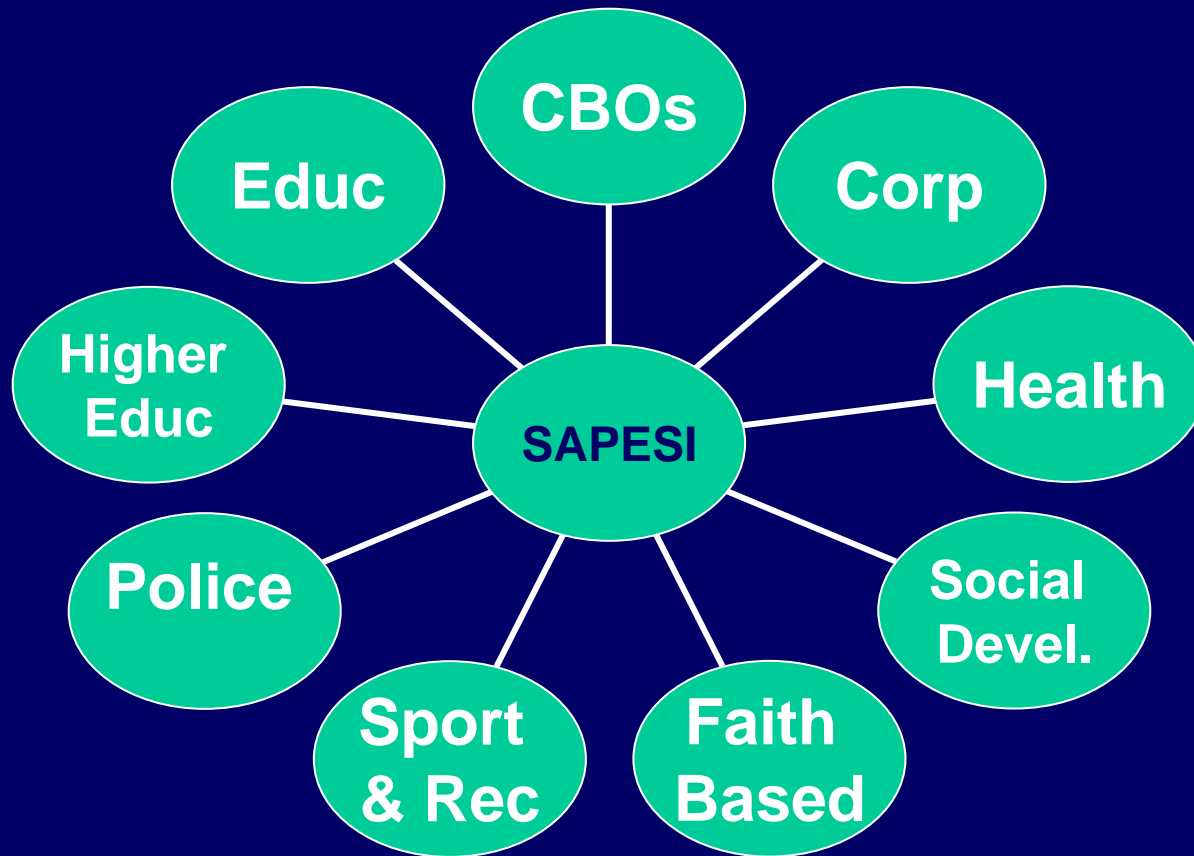 CBOs
Educ
Corp
Higher
Educ
Health
SAPESI
Police
Social
Devel.
Sport
& Rec
Faith
Based